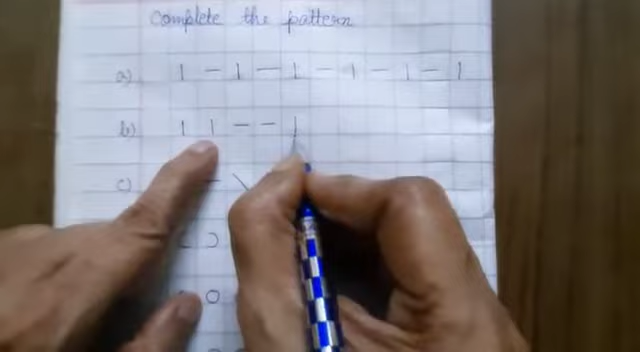 Complete the pattern
a) | — | — | — | — | — |
b) | | — — |
c) — \
ɔ
o